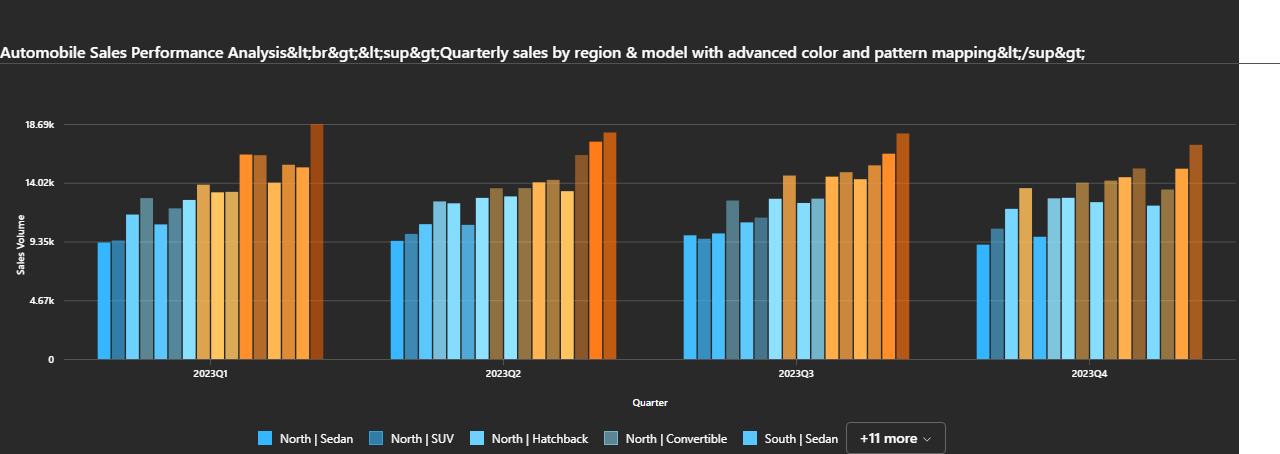 Automobile Sales Performance Analysis&lt;br&gt;&lt;sup&gt;Quarterly sales by region & model with advanced color and pattern mapping&lt;/sup&gt;
18.69k
14.02k
9.35k
4.67k
0
Sales Volume
2023Q1 2023Q2 2023Q3 2023Q4
Quarter
North | Sedan North | SUV North | Hatchback North | Convertible South | Sedan +11 more